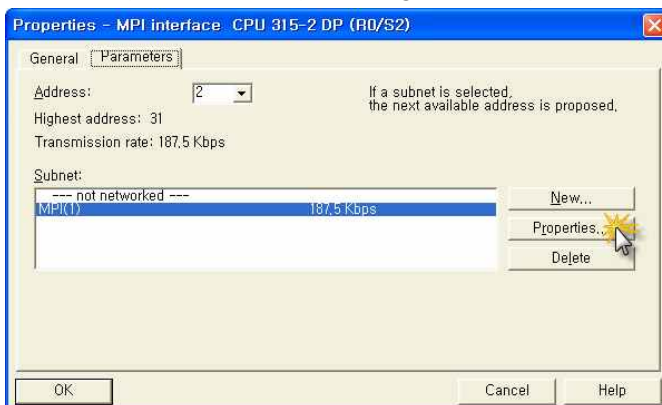 Properties - MPI interface CPU 315-2 DP (R0/S2)
General Parameters
Address: 2
If a subnet is selected,
the next available address is proposed.
Highest address: 31
Transmission rate: 187.5 Kbps
Subnet:
--- not networked ---
MPI(1) 187.5 Kbps
New...
Properties...
Delete
OK Cancel Help